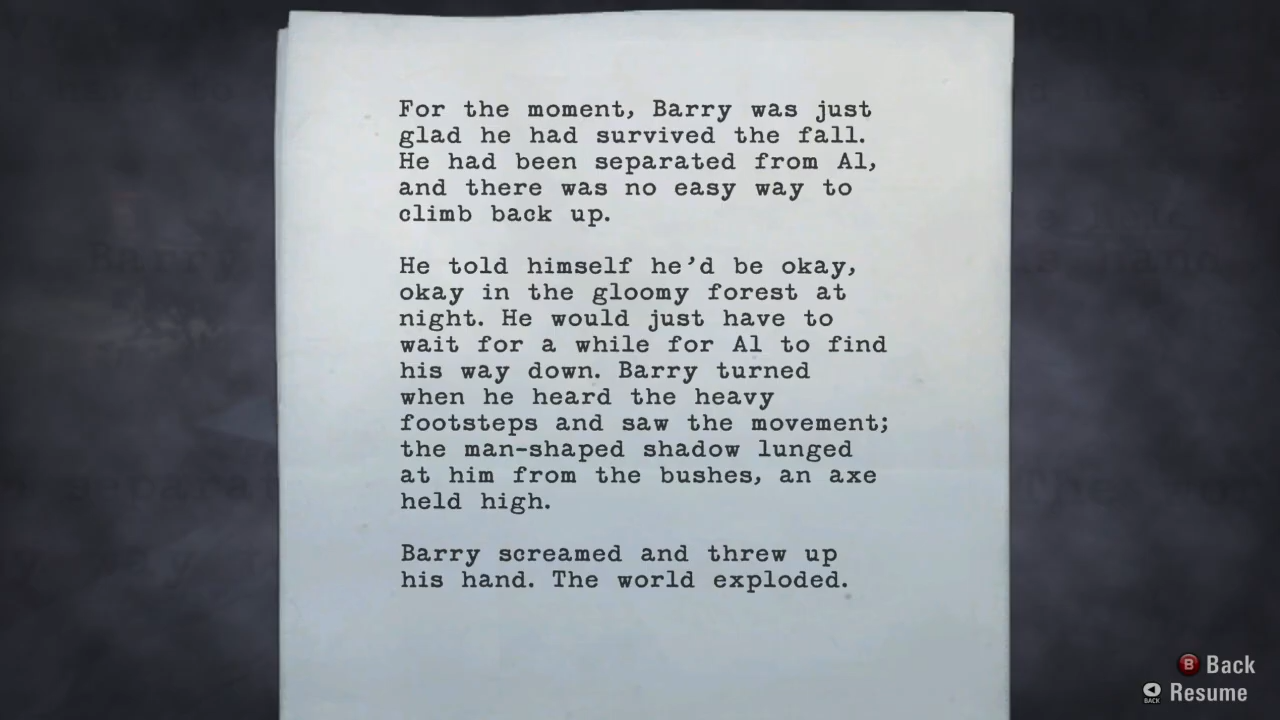 For the moment, Barry was just
glad he had survived the fall.
He had been separated from Al,
and there was no easy way to
climb back up.
He told himself he'd be okay,
okay in the gloomy forest at
night. He would just have to
wait for a while for Al to find
his way down. Barry turned
when he heard the heavy
footsteps and saw the movement;
the man-shaped shadow lunged
at him from the bushes, an axe
held high.
Barry screamed and threw up
his hand. The world exploded.
B Back
BACK Resume